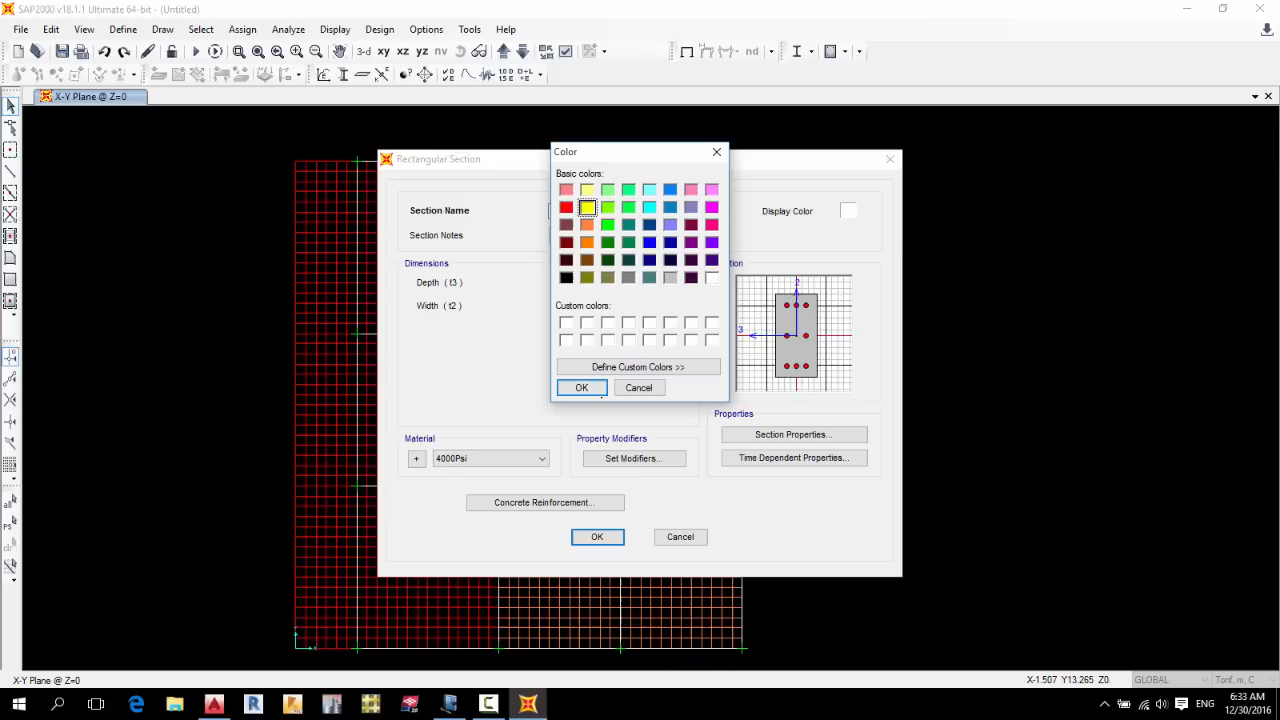 SAP2000 v18.1.1 Ultimate 64-bit - (Untitled)
File Edit View Define Draw Select Assign Analyze Display Design Options Tools Help
3-d xy xz yz nv nd
X-Y Plane @ Z=0
Rectangular Section
Color
Basic colors:
Section Name
Display Color
Section Notes
Dimensions
Depth ( t3 )
Width ( t2 )
2
3
Custom colors:
Define Custom Colors >>
OK Cancel
Properties
Section Properties...
Time Dependent Properties...
Material
+ 4000Psi
Property Modifiers
Set Modifiers...
Concrete Reinforcement...
OK Cancel
X-Y Plane @ Z=0
X-1.507 Y13.265 Z0.
GLOBAL
Tonf, m, C
ENG
6:33 AM
12/30/2016